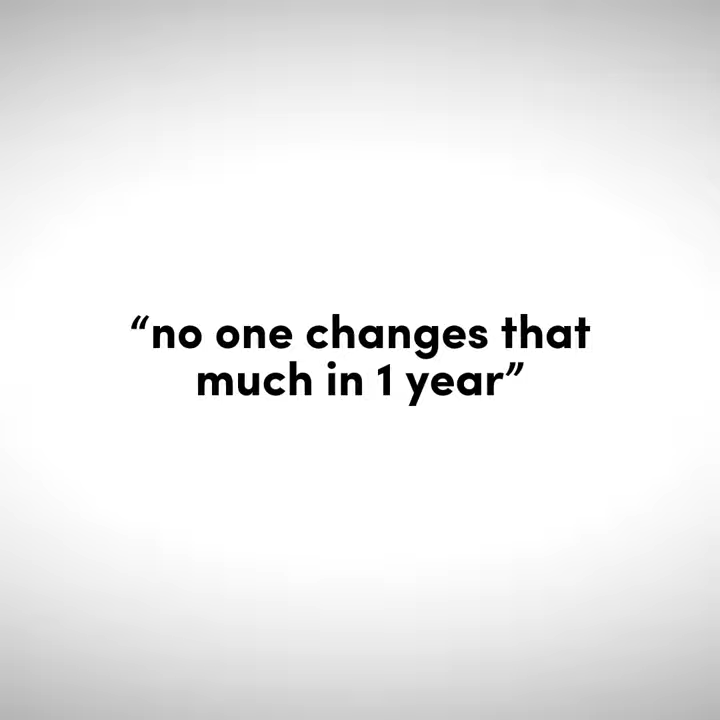 “no one changes that
much in 1 year”